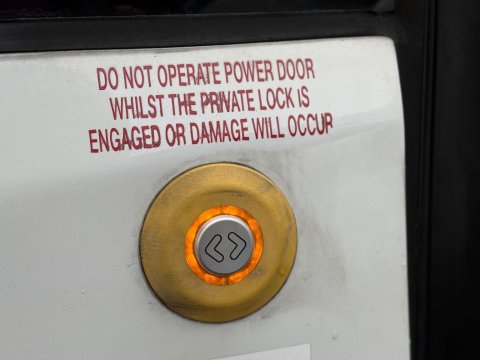 DO NOT OPERATE POWER DOOR
WHILST THE PRIVATE LOCK IS
ENGAGED OR DAMAGE WILL OCCUR